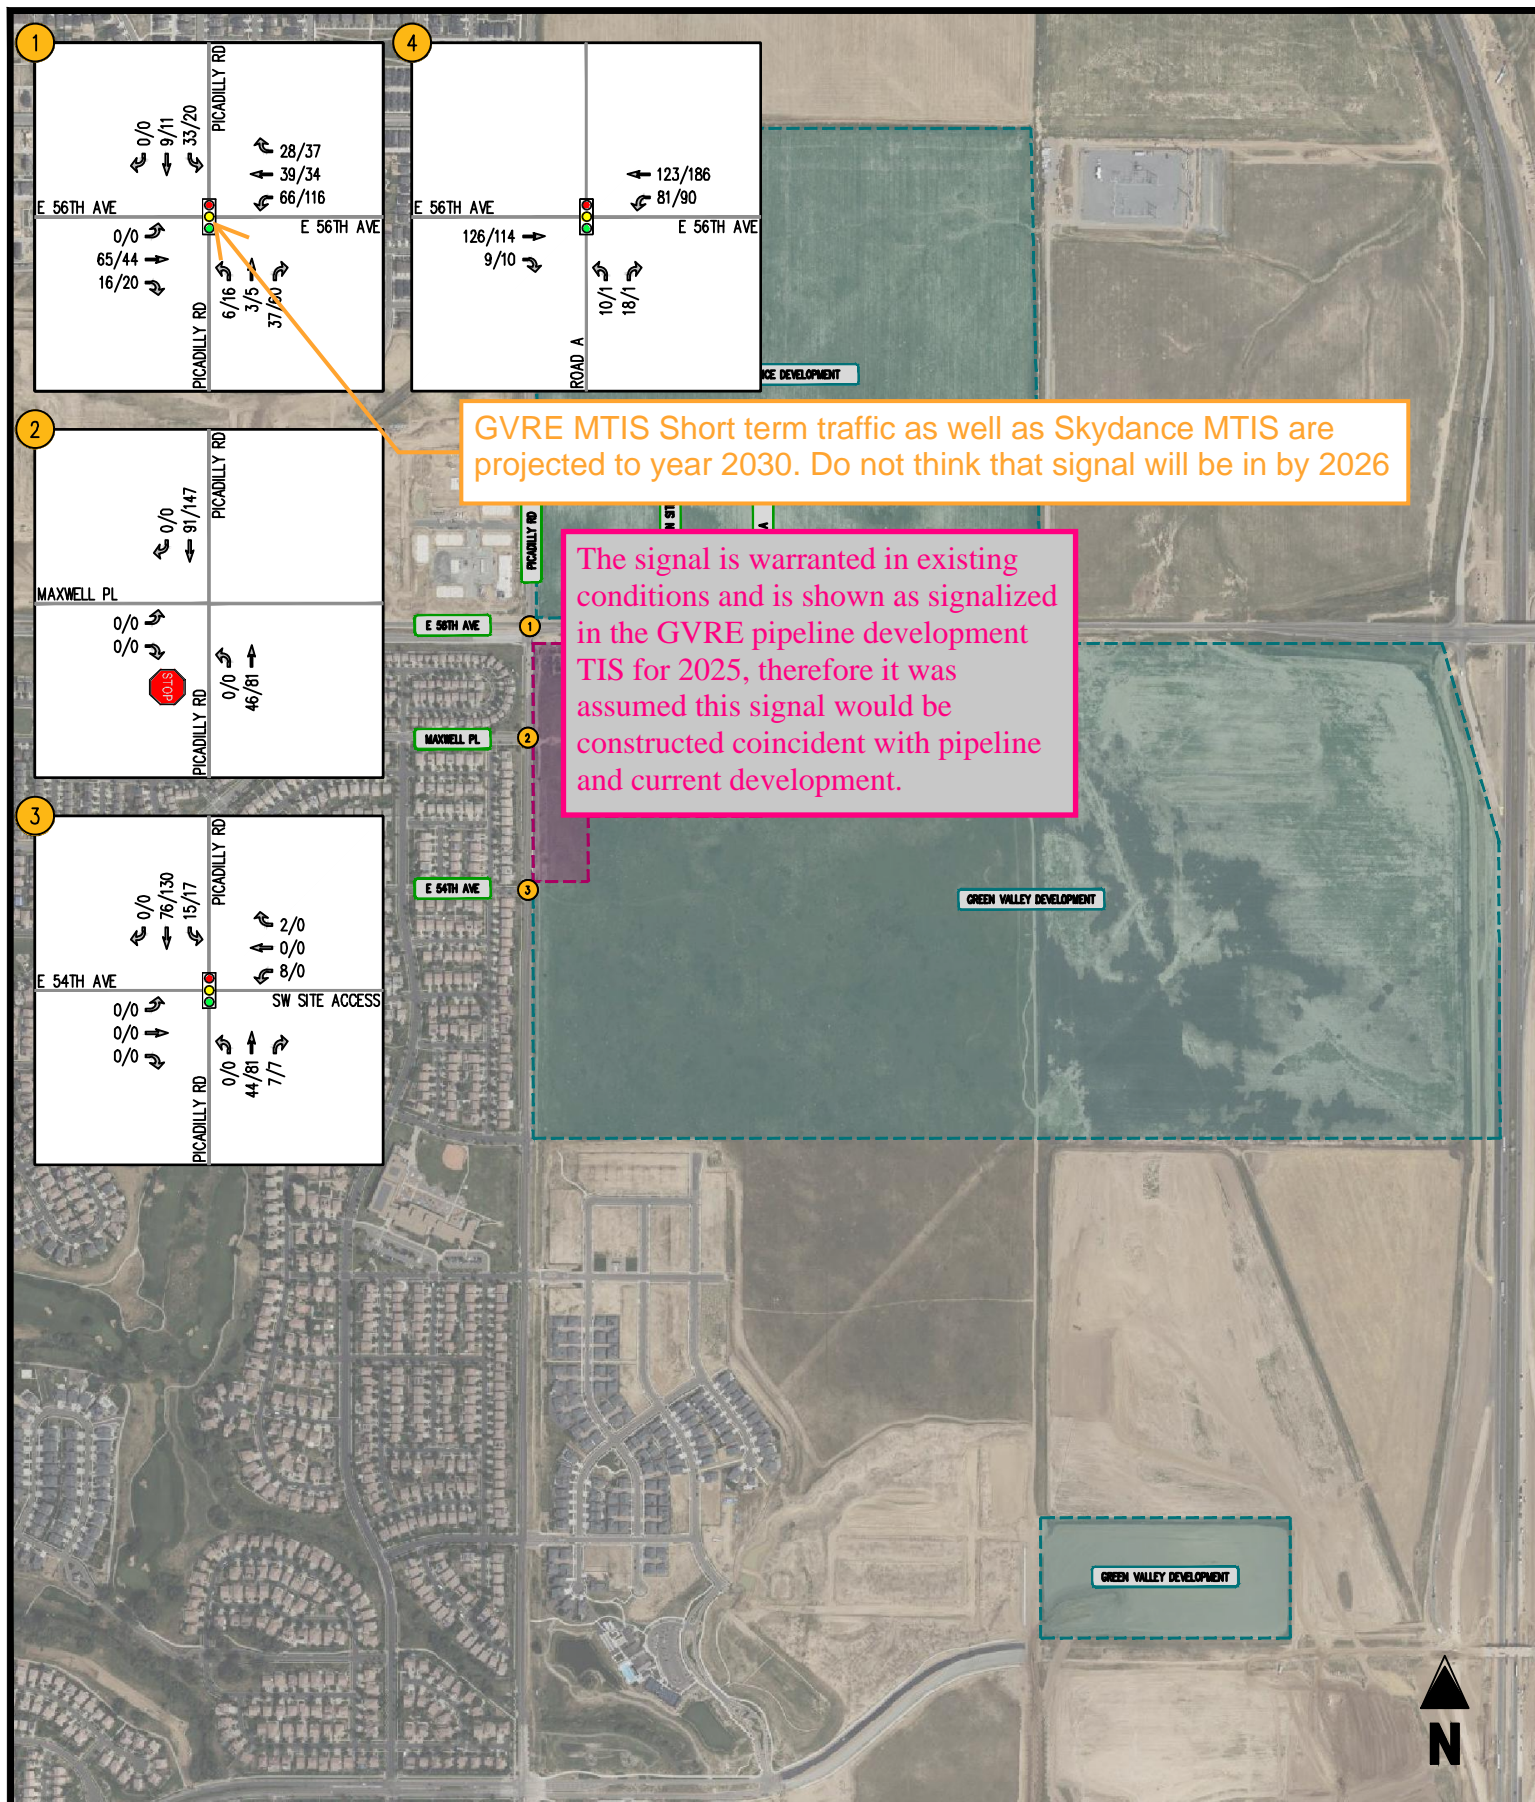 1
PICADILLY RD
0/0
9/11
33/20
28/37
39/34
66/116
E 56TH AVE
E 56TH AVE
0/0
65/44
16/20
6/16
3/5
PICADILLY RD
4
123/186
81/90
E 56TH AVE
E 56TH AVE
126/114
9/10
10/1
18/1
ROAD A
DEVELOPMENT
GVRE MTIS Short term traffic as well as Skydance MTIS are
projected to year 2030. Do not think that signal will be in by 2026
2
PICADILLY RD
0/0
91/147
MAXWELL PL
0/0
0/0
STOP
0/0
46/81
PICADILLY RD
PICADILLY RD
A
The signal is warranted in existing
conditions and is shown as signalized
in the GVRE pipeline development
TIS for 2025, therefore it was
assumed this signal would be
constructed coincident with pipeline
and current development.
E 56TH AVE
1
MAXWELL PL
2
E 54TH AVE
3
3
PICADILLY RD
0/0
76/130
15/17
2/0
0/0
8/0
E 54TH AVE
SW SITE ACCESS
0/0
0/0
0/0
0/0
44/81
7/7
PICADILLY RD
GREEN VALLEY DEVELOPMENT
GREEN VALLEY DEVELOPMENT
N